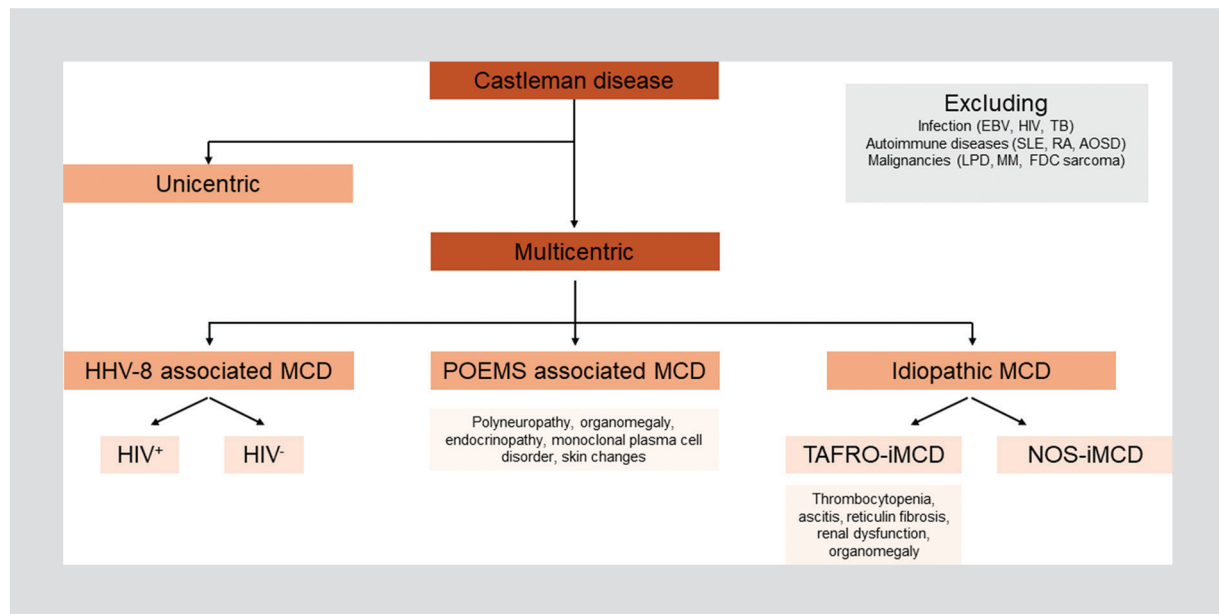 Castleman disease
Excluding
Infection (EBV, HIV, TB)
Autoimmune diseases (SLE, RA, AOSD)
Malignancies (LPD, MM, FDC sarcoma)
Unicentric
Multicentric
HHV-8 associated MCD
POEMS associated MCD
Idiopathic MCD
Polyneuropathy, organomegaly,
endocrinopathy, monoclonal plasma cell
disorder, skin changes
HIV⁺
HIV⁻
TAFRO-iMCD
NOS-iMCD
Thrombocytopenia,
ascitis, reticulin fibrosis,
renal dysfunction,
organomegaly